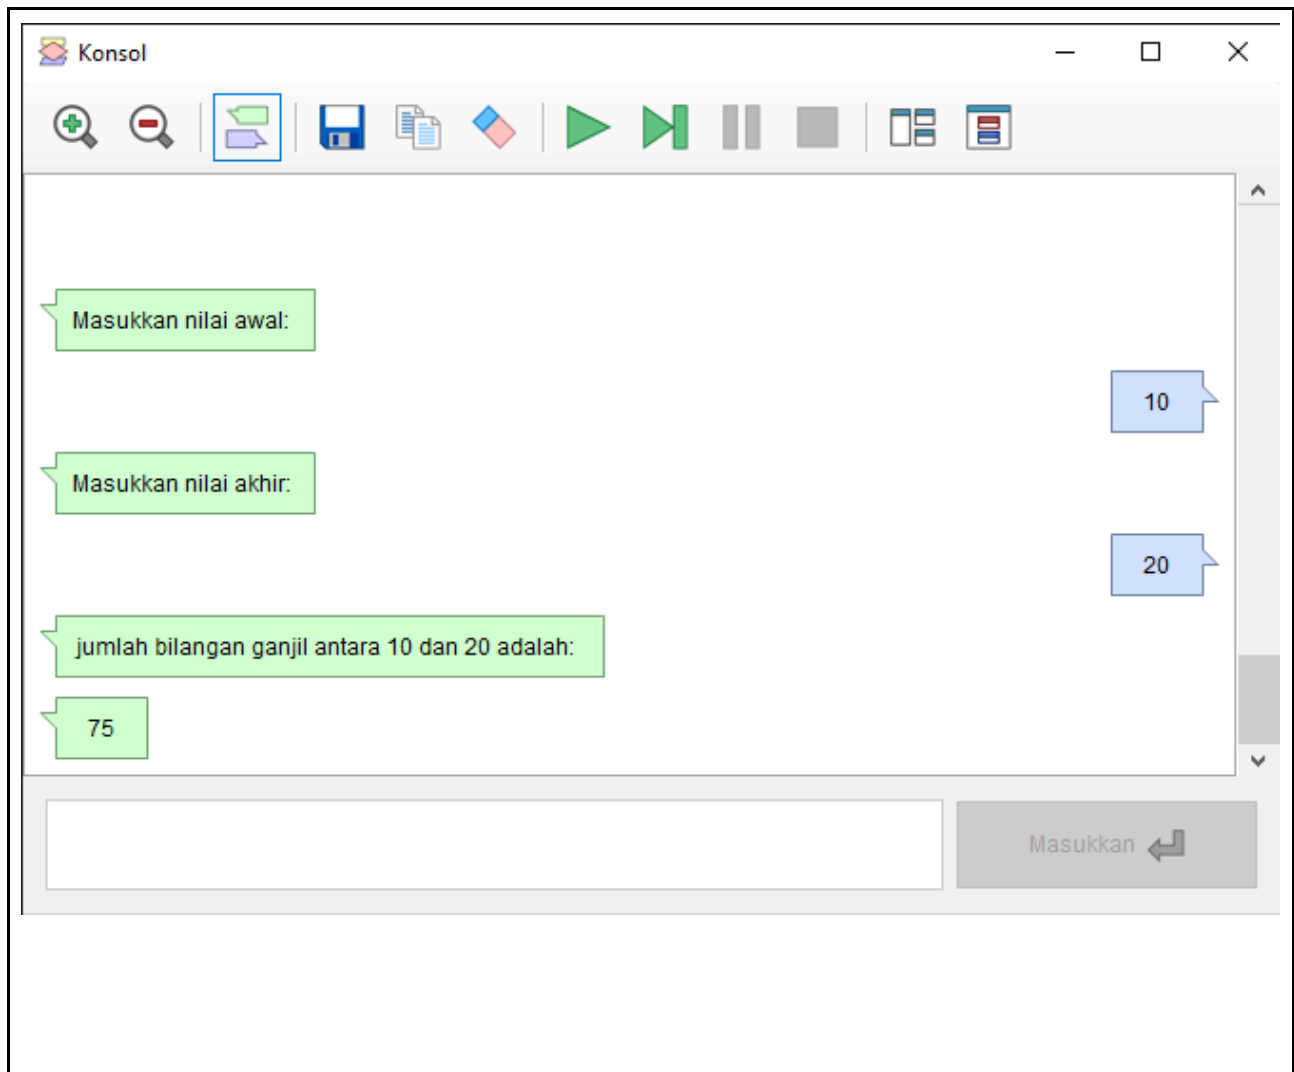 Konsol
Masukkan nilai awal:
10
Masukkan nilai akhir:
20
jumlah bilangan ganjil antara 10 dan 20 adalah:
75
Masukkan